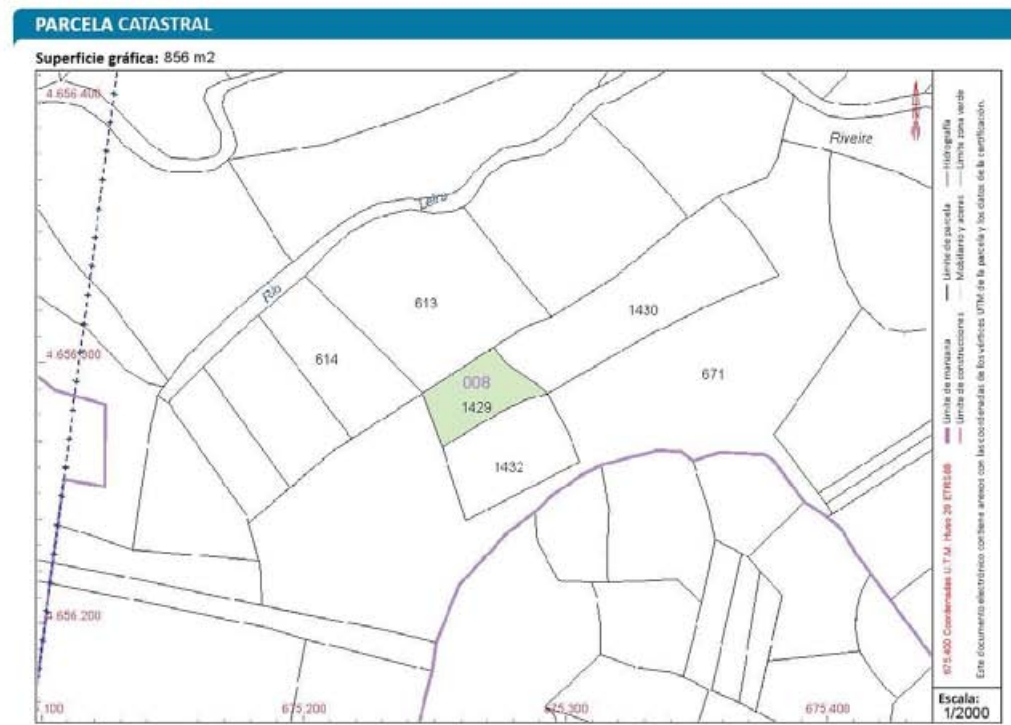 PARCELA CATASTRAL
Superficie gráfica: 856 m2
4.656.400
Riveire
Leiru
Río
613
1430
4.656.300
614
671
008
1429
1432
4.656.200
100
675.200
675.300
675.400
675.400 Coordenadas U.T.M. Huso 29 ETRS89
Límite de manzana
Límite de construcciones
Límite de parcela
Mobiliario y aceras
Hidrografía
Límite zona verde
Este documento electrónico contiene anexos con las coordenadas de los vértices UTM de la parcela y los datos de la certificación.
Escala:
1/2000